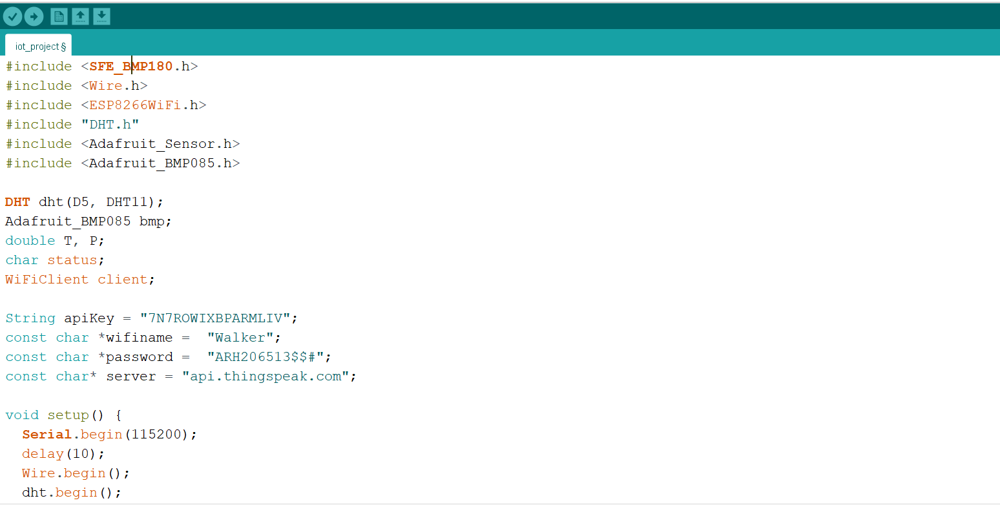 iot_project §
#include <SFE_BMP180.h>
#include <Wire.h>
#include <ESP8266WiFi.h>
#include "DHT.h"
#include <Adafruit_Sensor.h>
#include <Adafruit_BMP085.h>
DHT dht(D5, DHT11);
Adafruit_BMP085 bmp;
double T, P;
char status;
WiFiClient client;
String apiKey = "7N7ROWIXBPARMLIV";
const char *wifiname =  "Walker";
const char *password =  "ARH206513$$#";
const char* server = "api.thingspeak.com";
void setup() {
  Serial.begin(115200);
  delay(10);
  Wire.begin();
  dht.begin();